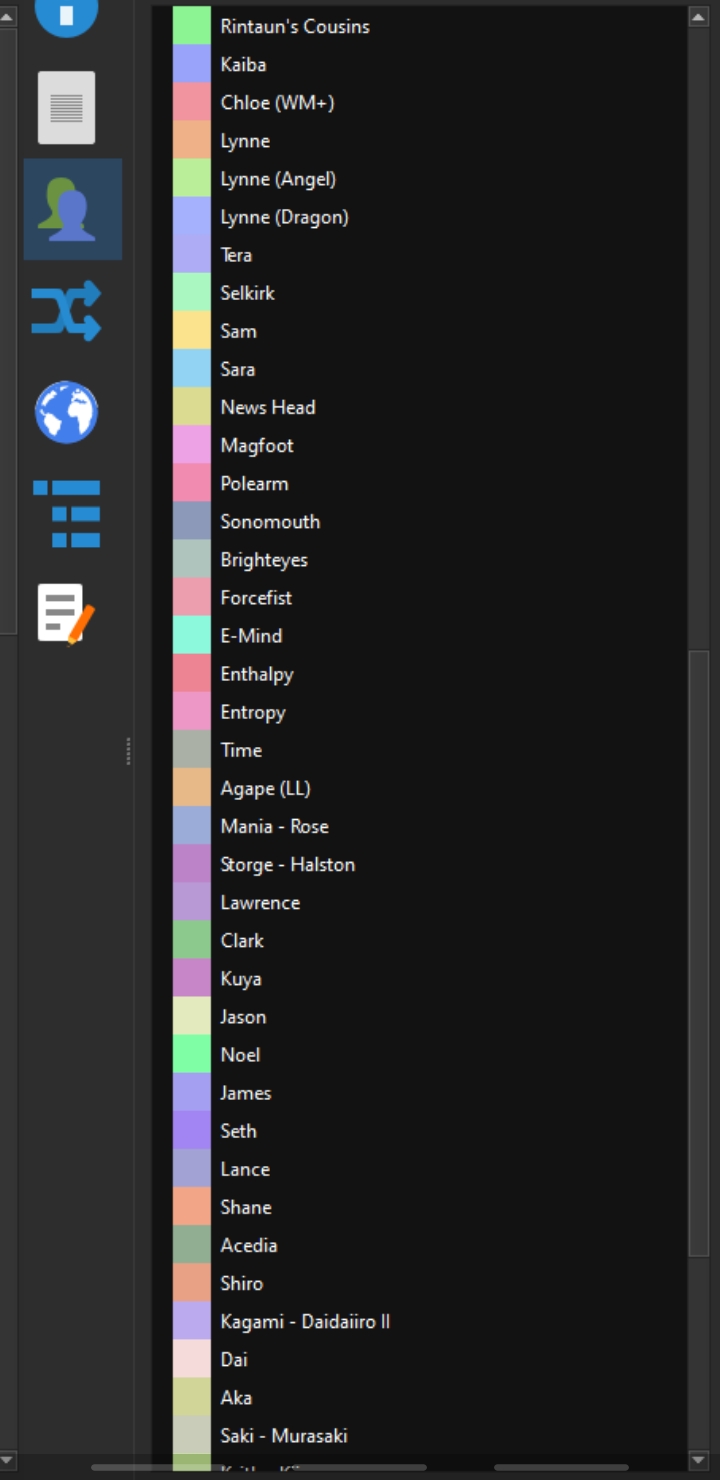 Rintaun's Cousins
Kaiba
Chloe (WM+)
Lynne
Lynne (Angel)
Lynne (Dragon)
Tera
Selkirk
Sam
Sara
News Head
Magfoot
Polearm
Sonomouth
Brighteyes
Forcefist
E-Mind
Enthalpy
Entropy
Time
Agape (LL)
Mania - Rose
Storge - Halston
Lawrence
Clark
Kuya
Jason
Noel
James
Seth
Lance
Shane
Acedia
Shiro
Kagami - Daidaiiro II
Dai
Aka
Saki - Murasaki